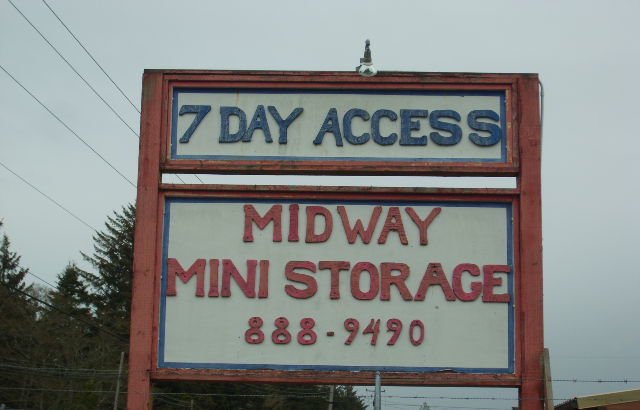 7 DAY ACCESS
MIDWAY
MINI STORAGE
888-9490